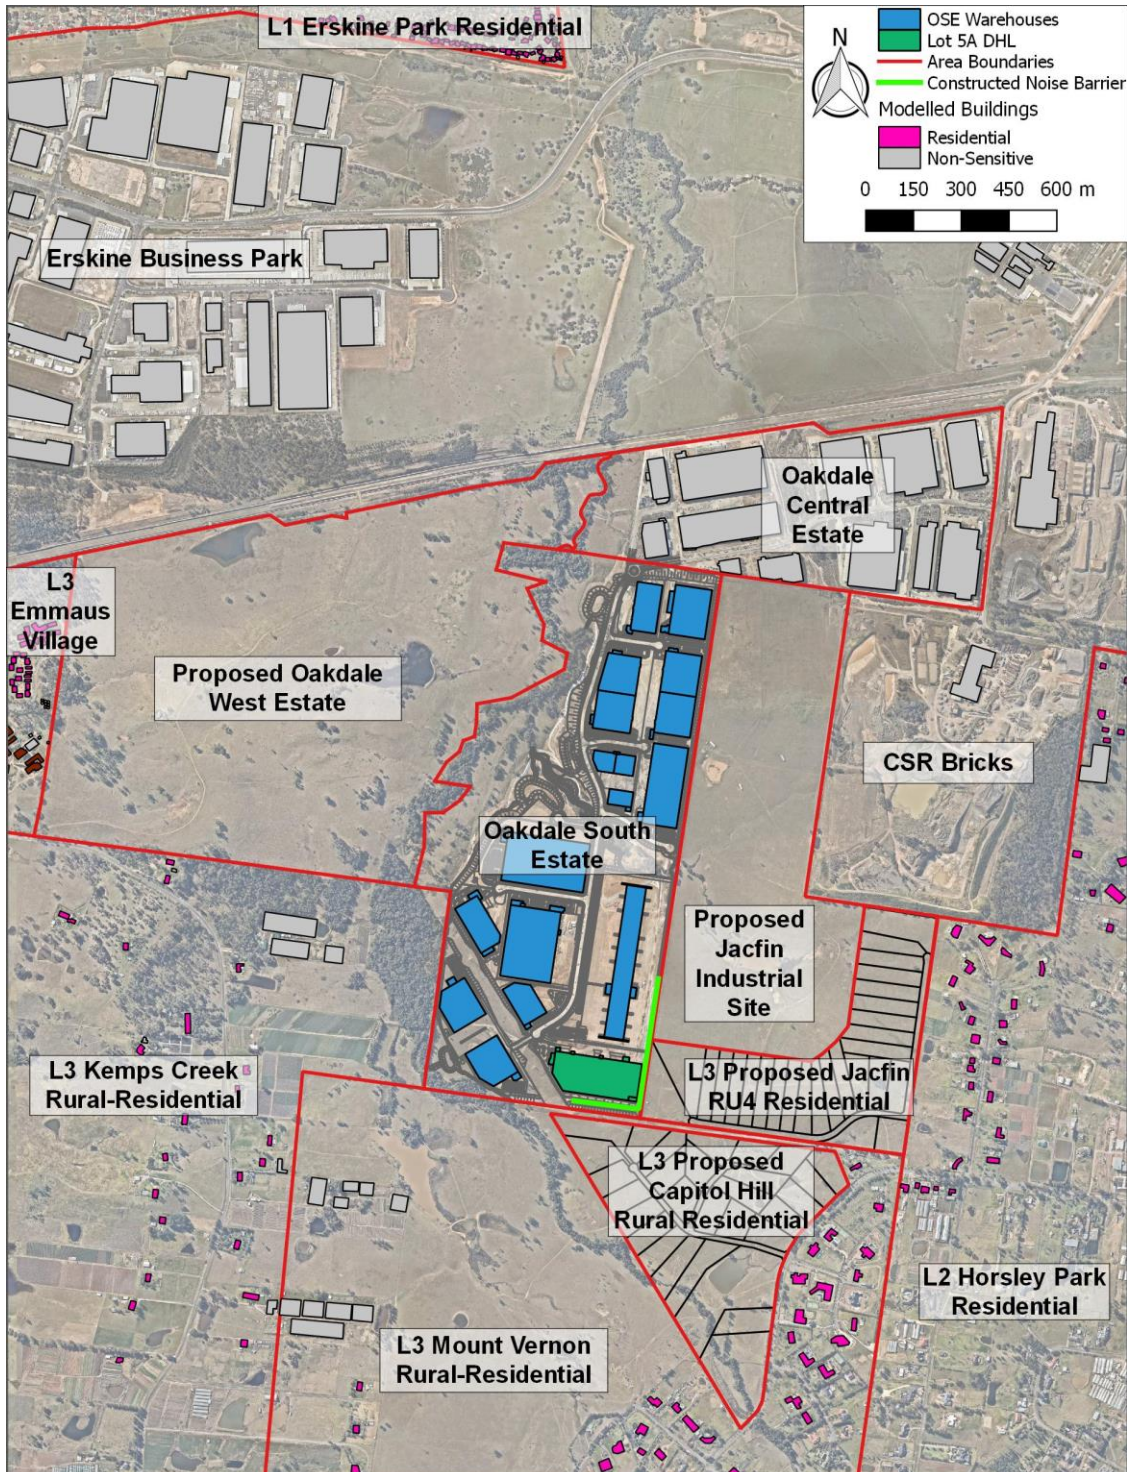 L1 Erskine Park Residential
N
OSE Warehouses
Lot 5A DHL
Area Boundaries
Constructed Noise Barrier
Modelled Buildings
Residential
Non-Sensitive
0 150 300 450 600 m
Erskine Business Park
Oakdale
Central
Estate
L3
Emmaus
Village
Proposed Oakdale
West Estate
CSR Bricks
Oakdale South
Estate
Proposed
Jacfin
Industrial
Site
L3 Kemps Creek
Rural-Residential
L3 Proposed Jacfin
RU4 Residential
L3 Proposed
Capitol Hill
Rural Residential
L2 Horsley Park
Residential
L3 Mount Vernon
Rural-Residential